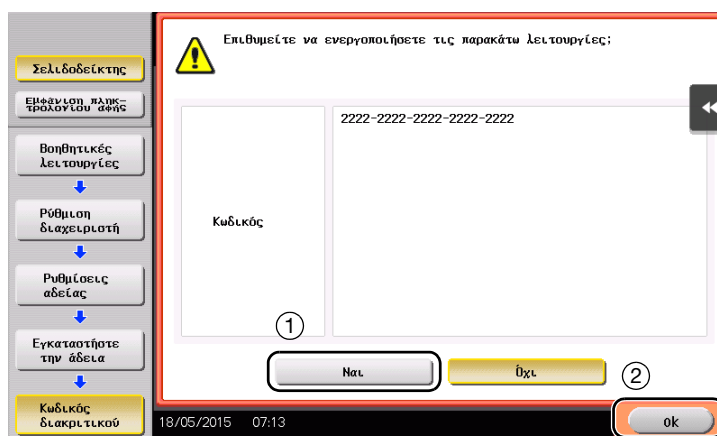 Επιθυμείτε να ενεργοποιήσετε τις παρακάτω λειτουργίες;
Σελιδοδείκτης
Εμφάνιση πληκ-
τρολογίου αφής
Βοηθητικές
λειτουργίες
Ρύθμιση
διαχειριστή
Ρυθμίσεις
αδείας
Εγκαταστήστε
την άδεια
Κωδικός
διακριτικού
Κωδικός
2222-2222-2222-2222-2222
1
Ναι
Όχι
2
18/05/2015 07:13
ok